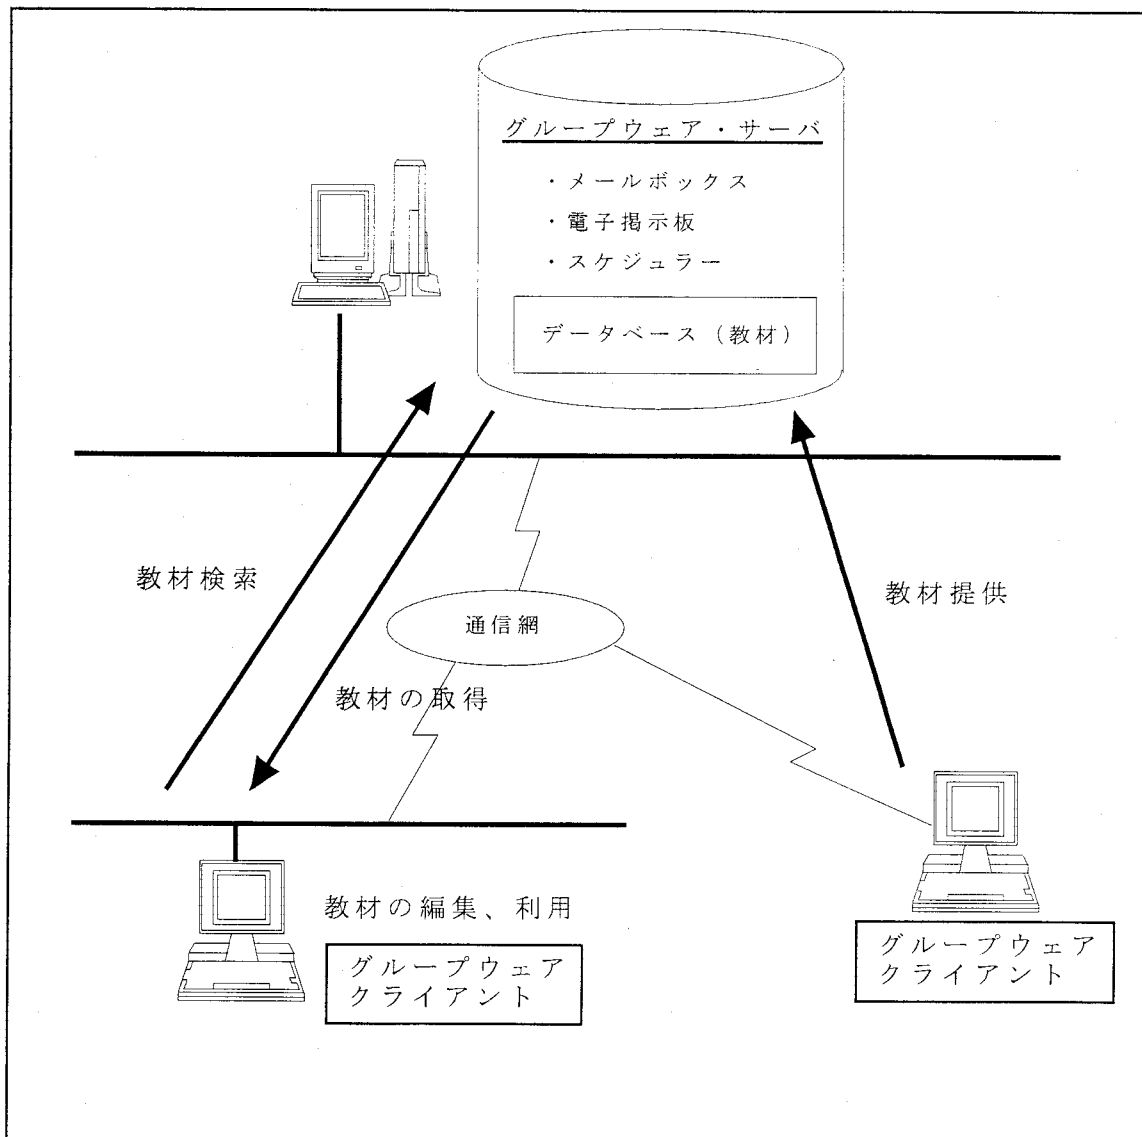 グループウェア・サーバ
・メールボックス
・電子掲示板
・スケジュラー
データベース（教材）
教材検索
教材提供
通信網
教材の取得
教材の編集、利用
グループウェア
クライアント
グループウェア
クライアント